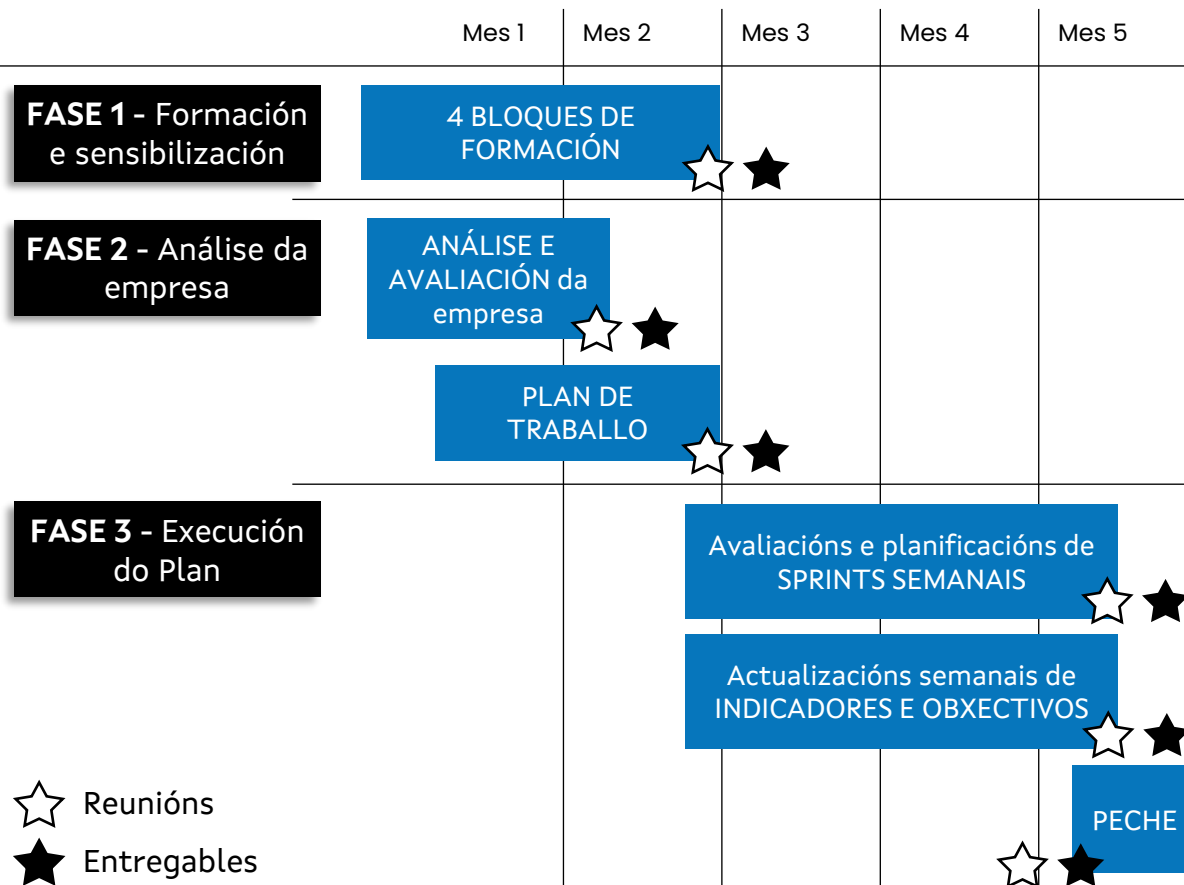 Mes 1
Mes 2
Mes 3
Mes 4
Mes 5
FASE 1 - Formación
e sensibilización
4 BLOQUES DE
FORMACIÓN
FASE 2 - Análise da
empresa
ANÁLISE E
AVALIACIÓN da
empresa
PLAN DE
TRABALLO
FASE 3 - Execución
do Plan
Avaliacións e planificacións de
SPRINTS SEMANAIS
Actualizacións semanais de
INDICADORES E OBXECTIVOS
PECHE
Reunións
Entregables